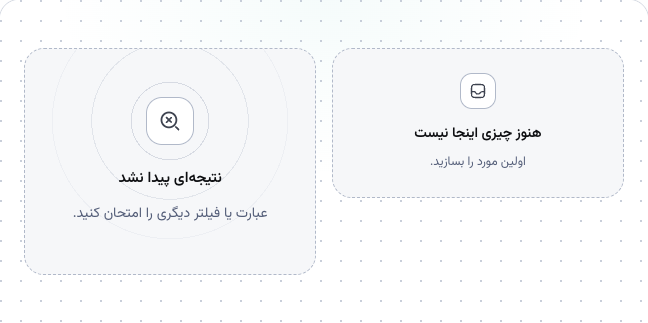 هنوز چیزی اینجا نیست
اولین مورد را بسازید.
نتیجه‌ای پیدا نشد
عبارت یا فیلتر دیگری را امتحان کنید.